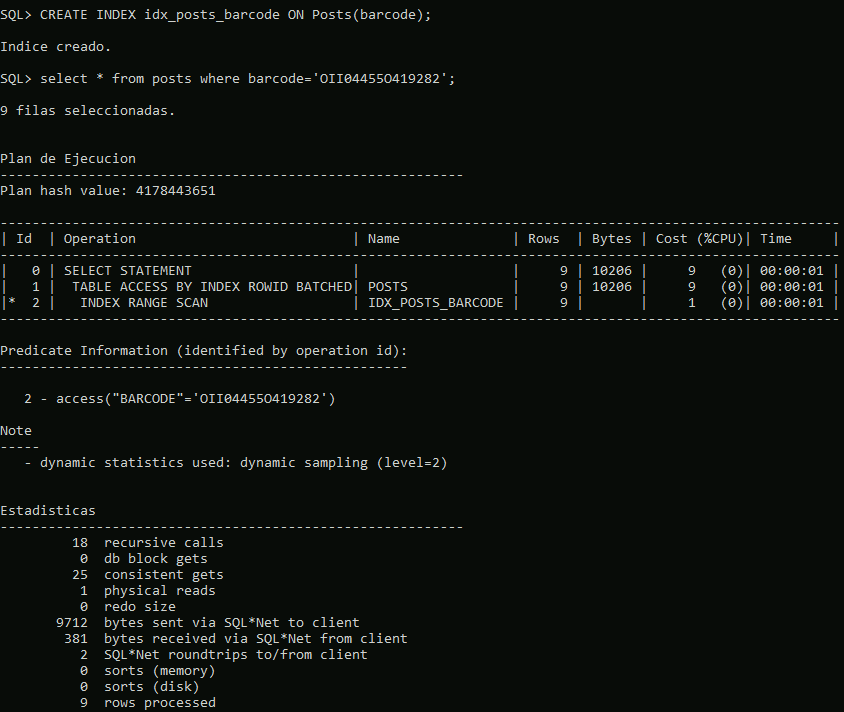 SQL> CREATE INDEX idx_posts_barcode ON Posts(barcode);
Indice creado.
SQL> select * from posts where barcode='OII04455O419282';
9 filas seleccionadas.
Plan de Ejecucion
----------------------------------------------------------
Plan hash value: 4178443651
--------------------------------------------------------------------------------------------------------
| Id  | Operation                           | Name              | Rows  | Bytes | Cost (%CPU)| Time     |
--------------------------------------------------------------------------------------------------------
|   0 | SELECT STATEMENT                    |                   |     9 | 10206 |     9   (0)| 00:00:01 |
|   1 |  TABLE ACCESS BY INDEX ROWID BATCHED| POSTS             |     9 | 10206 |     9   (0)| 00:00:01 |
|*  2 |   INDEX RANGE SCAN                  | IDX_POSTS_BARCODE |     9 |       |     1   (0)| 00:00:01 |
--------------------------------------------------------------------------------------------------------
Predicate Information (identified by operation id):
---------------------------------------------------
   2 - access("BARCODE"='OII04455O419282')
Note
-----
   - dynamic statistics used: dynamic sampling (level=2)
Estadisticas
----------------------------------------------------------
         18  recursive calls
          0  db block gets
         25  consistent gets
          1  physical reads
          0  redo size
       9712  bytes sent via SQL*Net to client
        381  bytes received via SQL*Net from client
          2  SQL*Net roundtrips to/from client
          0  sorts (memory)
          0  sorts (disk)
          9  rows processed